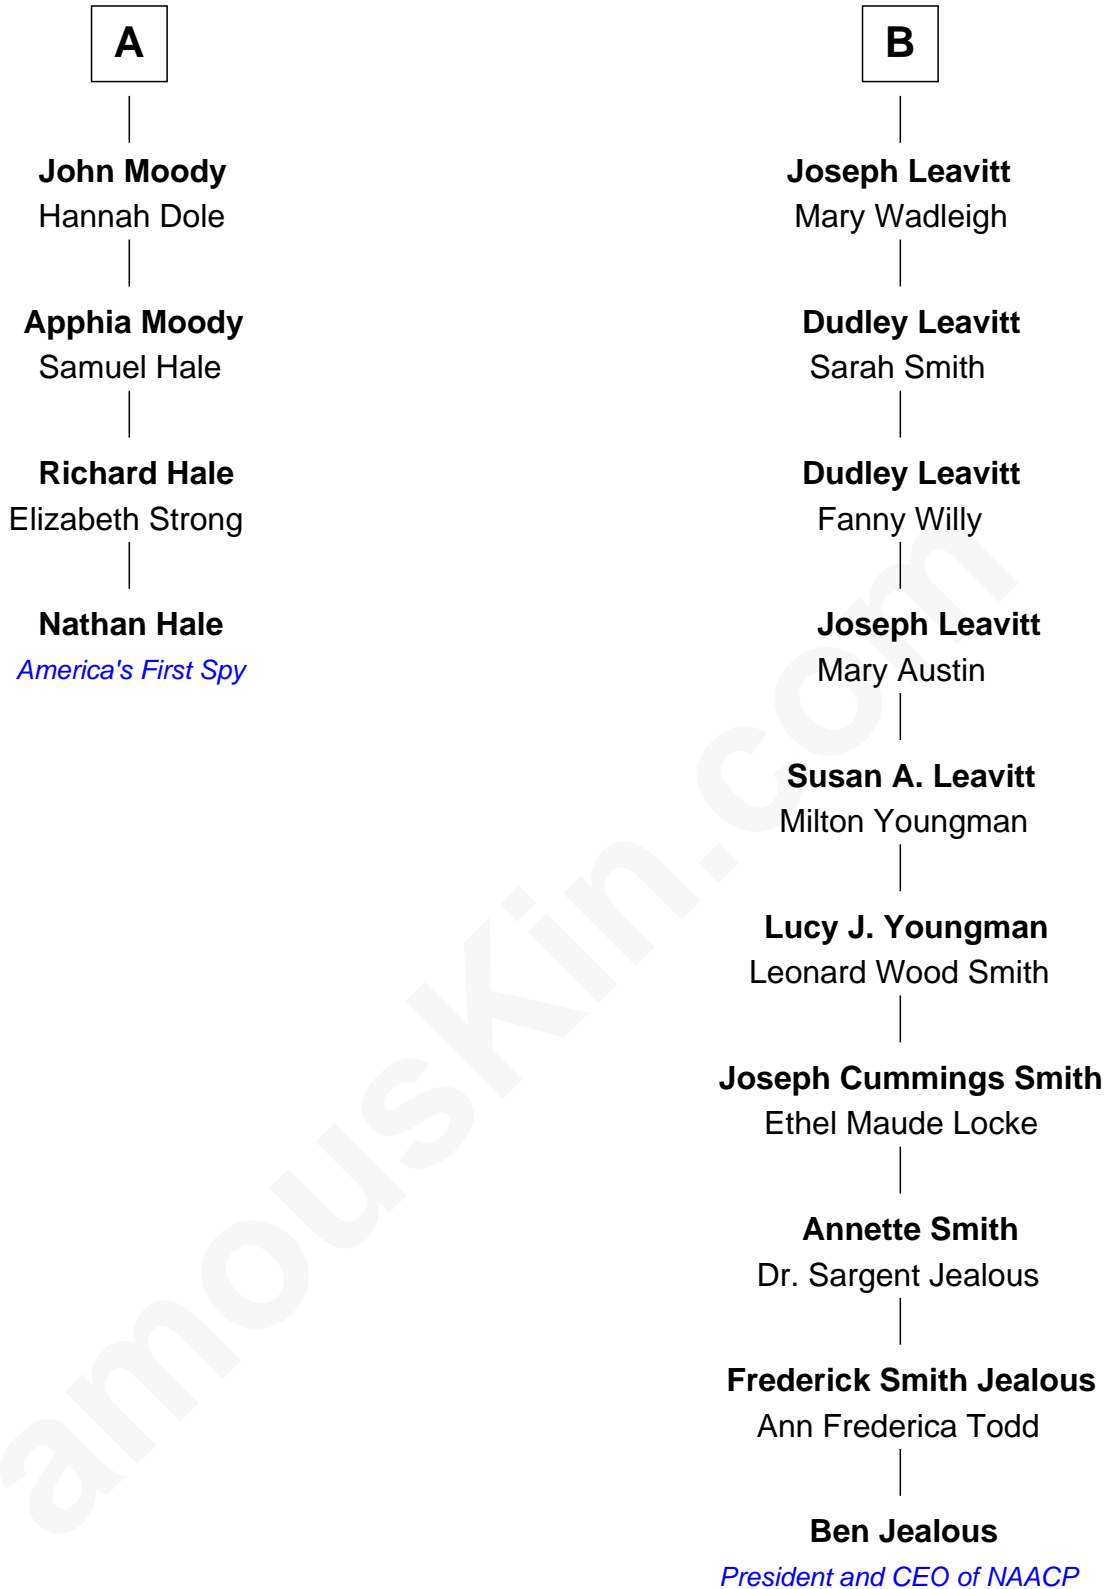 A
John Moody
Hannah Dole
Apphia Moody
Samuel Hale
Richard Hale
Elizabeth Strong
Nathan Hale
America's First Spy
B
Joseph Leavitt
Mary Wadleigh
Dudley Leavitt
Sarah Smith
Dudley Leavitt
Fanny Willy
Joseph Leavitt
Mary Austin
Susan A. Leavitt
Milton Youngman
Lucy J. Youngman
Leonard Wood Smith
Joseph Cummings Smith
Ethel Maude Locke
Annette Smith
Dr. Sargent Jealous
Frederick Smith Jealous
Ann Frederica Todd
Ben Jealous
President and CEO of NAACP
amouskin.com